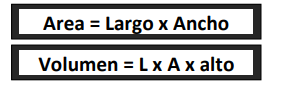 Area = Largo x Ancho
Volumen = L x A x alto